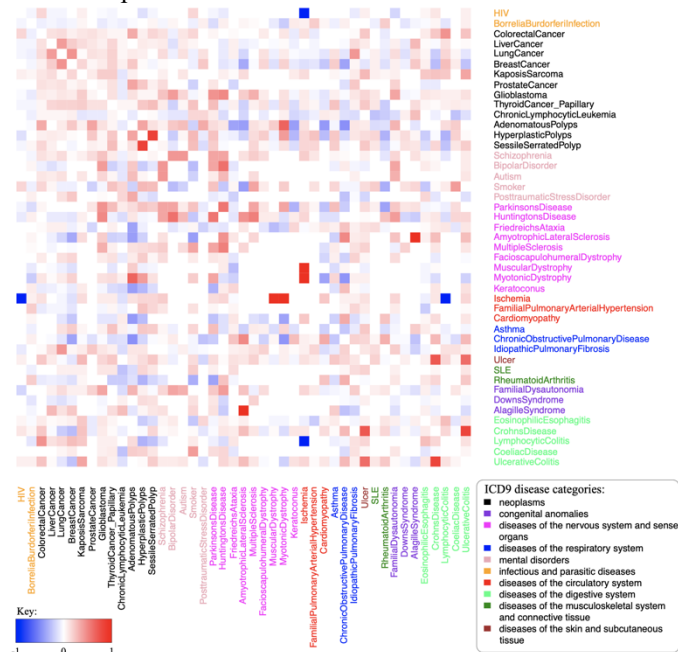 HIV
BorreliaBurdorferiInfection
ColorectalCancer
LiverCancer
LungCancer
BreastCancer
KaposisSarcoma
ProstateCancer
Glioblastoma
ThyroidCancer_Papillary
ChronicLymphocyticLeukemia
AdenomatousPolyps
HyperplasticPolyps
SessileSerratedPolyp
Schizophrenia
BipolarDisorder
Autism
Smoker
PosttraumaticStressDisorder
ParkinsonsDisease
HuntingtonsDisease
FriedreichsAtaxia
AmyotrophicLateralSclerosis
MultipleSclerosis
FacioscapulohumeralDystrophy
MuscularDystrophy
MyotonicDystrophy
Keratoconus
Ischemia
FamilialPulmonaryArterialHypertension
Cardiomyopathy
Asthma
ChronicObstructivePulmonaryDisease
IdiopathicPulmonaryFibrosis
Ulcer
SLE
RheumatoidArthritis
FamilialDysautonomia
DownsSyndrome
AlagilleSyndrome
EosinophilicEsophagitis
CrohnsDisease
LymphocyticColitis
CoeliacDisease
UlcerativeColitis
HIV
BorreliaBurdorferiInfection
ColorectalCancer
LiverCancer
LungCancer
BreastCancer
KaposisSarcoma
ProstateCancer
Glioblastoma
ThyroidCancer_Papillary
ChronicLymphocyticLeukemia
AdenomatousPolyps
HyperplasticPolyps
SessileSerratedPolyp
Schizophrenia
BipolarDisorder
Autism
Smoker
PosttraumaticStressDisorder
ParkinsonsDisease
HuntingtonsDisease
FriedreichsAtaxia
AmyotrophicLateralSclerosis
MultipleSclerosis
FacioscapulohumeralDystrophy
MuscularDystrophy
MyotonicDystrophy
Keratoconus
Ischemia
FamilialPulmonaryArterialHypertension
Cardiomyopathy
Asthma
ChronicObstructivePulmonaryDisease
IdiopathicPulmonaryFibrosis
Ulcer
SLE
RheumatoidArthritis
FamilialDysautonomia
DownsSyndrome
AlagilleSyndrome
EosinophilicEsophagitis
CrohnsDisease
LymphocyticColitis
CoeliacDisease
UlcerativeColitis
ICD9 disease categories:
neoplasms
congenital anomalies
diseases of the nervous system and sense
organs
diseases of the respiratory system
mental disorders
infectious and parasitic diseases
diseases of the circulatory system
diseases of the digestive system
diseases of the musculoskeletal system
and connective tissue
diseases of the skin and subcutaneous
tissue
Key:
-1 0 1